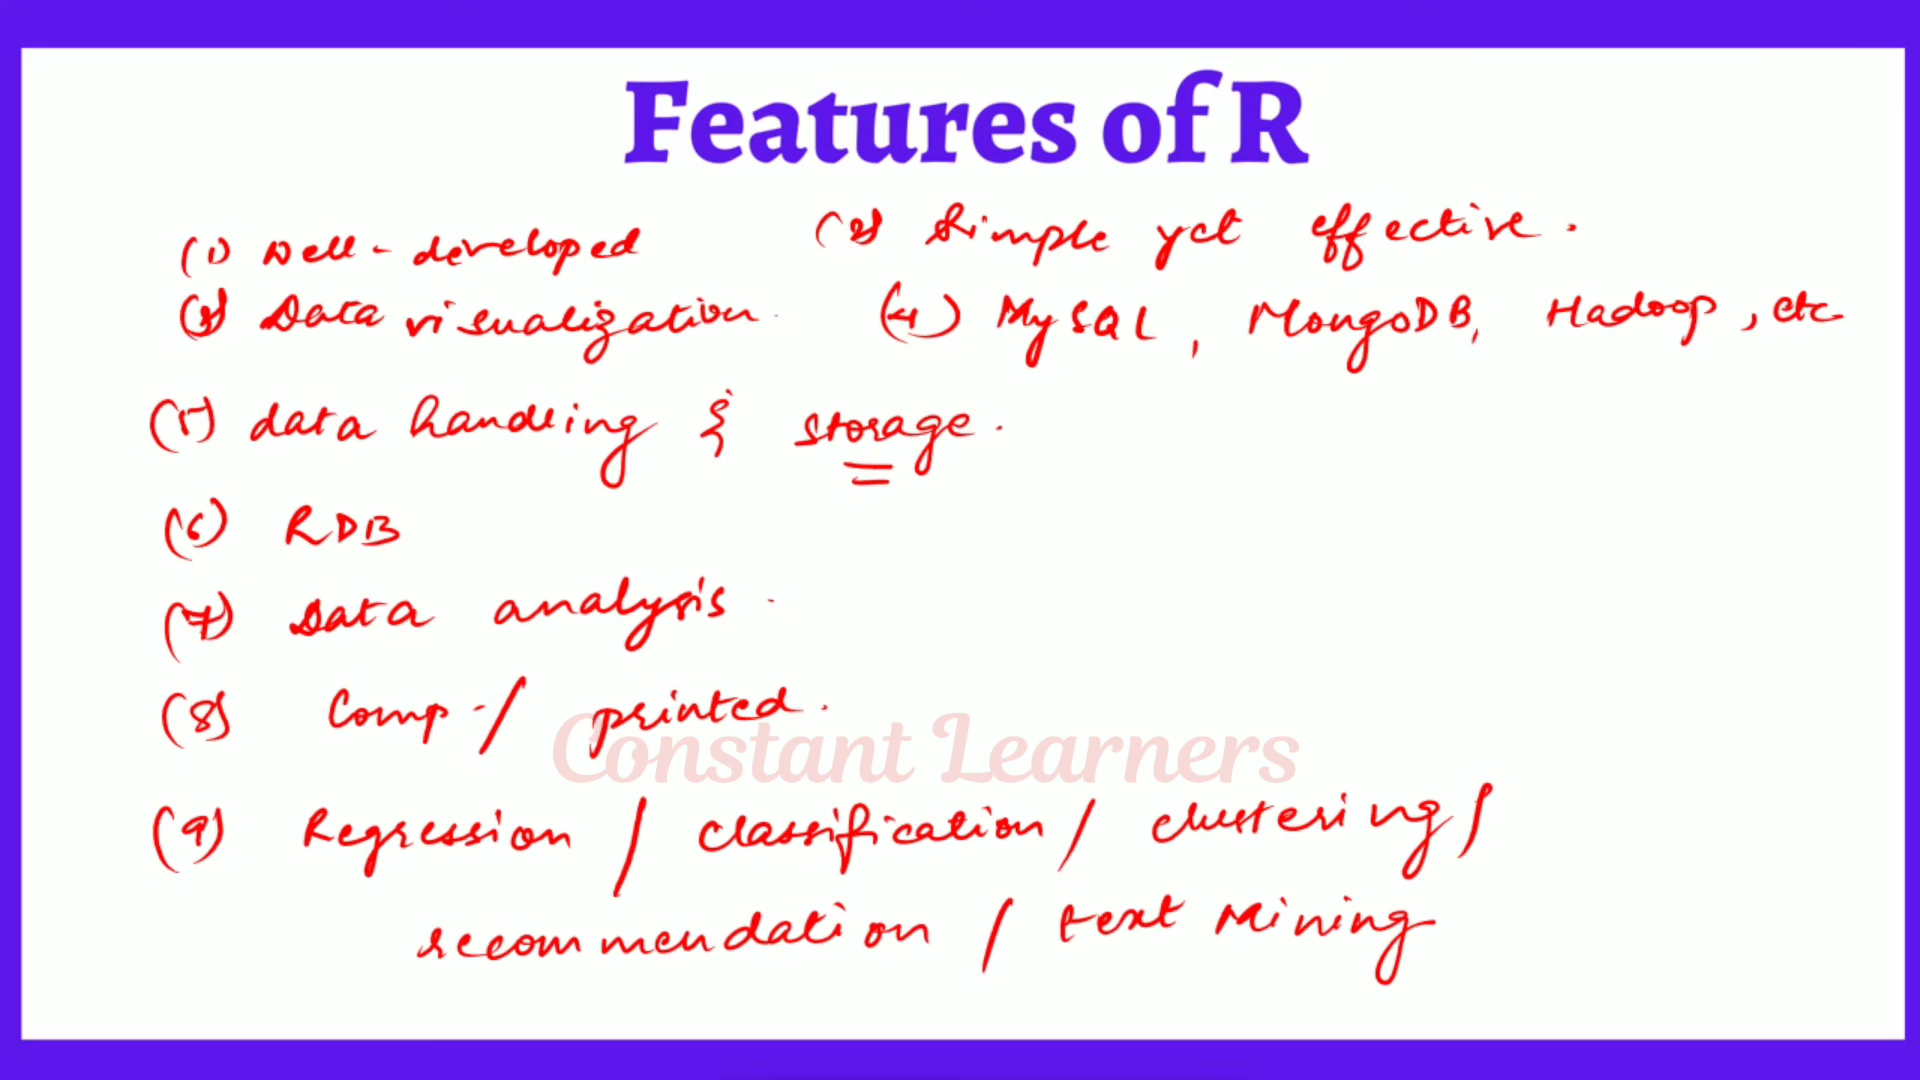 Features of R
(1) Well-developed (2) Simple yet effective.
(3) Data visualization. (4) MySQL, MongoDB, Hadoop, etc
(5) data handling & storage.
(6) RDB
(7) Data analysis.
(8) Comp-/ printed.
Constant Learners
(9) Regression / classification / clustering /
recommendation / text Mining